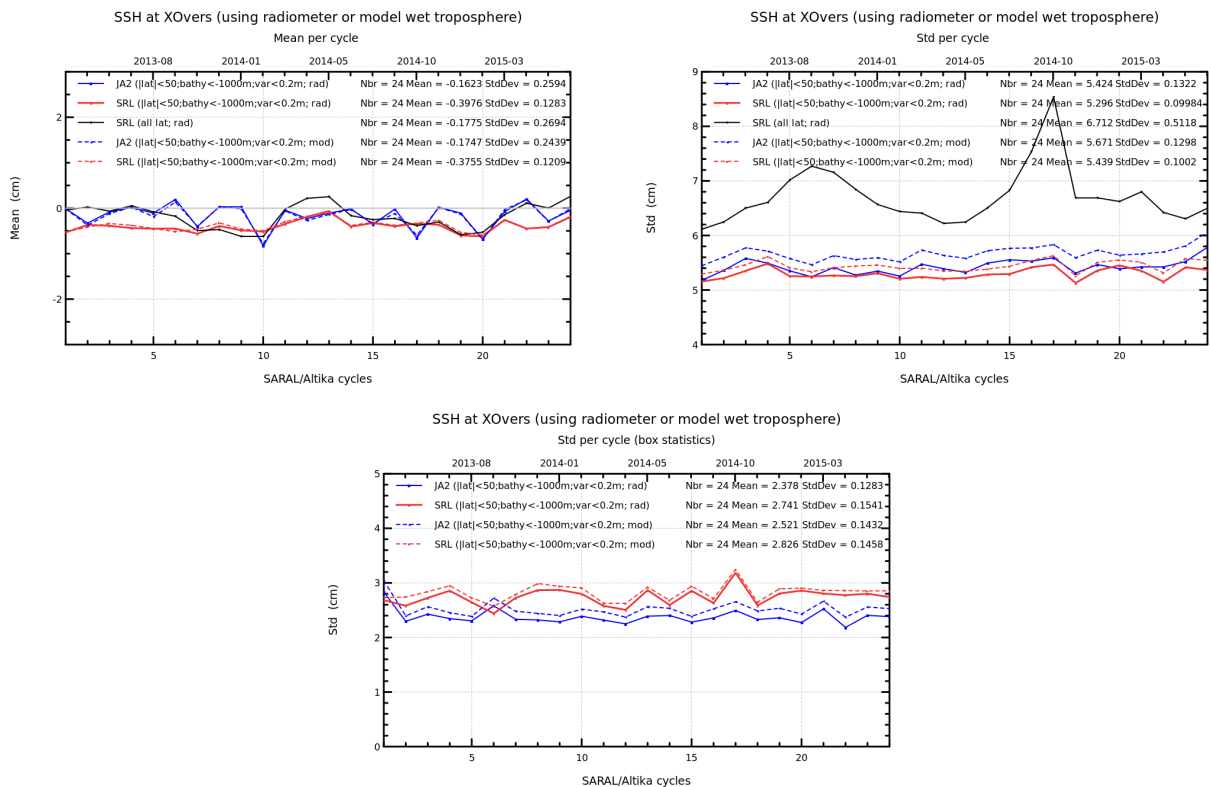 SSH at XOvers (using radiometer or model wet troposphere)
Mean per cycle
2013-08 2014-01 2014-05 2014-10 2015-03
JA2 (|lat|<50;bathy<-1000m;var<0.2m; rad) Nbr = 24 Mean = -0.1623 StdDev = 0.2594
SRL (|lat|<50;bathy<-1000m;var<0.2m; rad) Nbr = 24 Mean = -0.3976 StdDev = 0.1283
SRL (all lat; rad) Nbr = 24 Mean = -0.1775 StdDev = 0.2694
JA2 (|lat|<50;bathy<-1000m;var<0.2m; mod) Nbr = 24 Mean = -0.1747 StdDev = 0.2439
SRL (|lat|<50;bathy<-1000m;var<0.2m; mod) Nbr = 24 Mean = -0.3755 StdDev = 0.1209
2
0
-2
Mean (cm)
5 10 15 20
SARAL/Altika cycles
SSH at XOvers (using radiometer or model wet troposphere)
Std per cycle
2013-08 2014-01 2014-05 2014-10 2015-03
JA2 (|lat|<50;bathy<-1000m;var<0.2m; rad) Nbr = 24 Mean = 5.424 StdDev = 0.1322
SRL (|lat|<50;bathy<-1000m;var<0.2m; rad) Nbr = 24 Mean = 5.296 StdDev = 0.09984
SRL (all lat; rad) Nbr = 24 Mean = 6.712 StdDev = 0.5118
JA2 (|lat|<50;bathy<-1000m;var<0.2m; mod) Nbr = 24 Mean = 5.671 StdDev = 0.1298
SRL (|lat|<50;bathy<-1000m;var<0.2m; mod) Nbr = 24 Mean = 5.439 StdDev = 0.1002
9
8
7
6
5
4
Std (cm)
5 10 15 20
SARAL/Altika cycles
SSH at XOvers (using radiometer or model wet troposphere)
Std per cycle (box statistics)
2013-08 2014-01 2014-05 2014-10 2015-03
JA2 (|lat|<50;bathy<-1000m;var<0.2m; rad) Nbr = 24 Mean = 2.378 StdDev = 0.1283
SRL (|lat|<50;bathy<-1000m;var<0.2m; rad) Nbr = 24 Mean = 2.741 StdDev = 0.1541
JA2 (|lat|<50;bathy<-1000m;var<0.2m; mod) Nbr = 24 Mean = 2.521 StdDev = 0.1432
SRL (|lat|<50;bathy<-1000m;var<0.2m; mod) Nbr = 24 Mean = 2.826 StdDev = 0.1458
5
4
3
2
1
0
Std (cm)
5 10 15 20
SARAL/Altika cycles